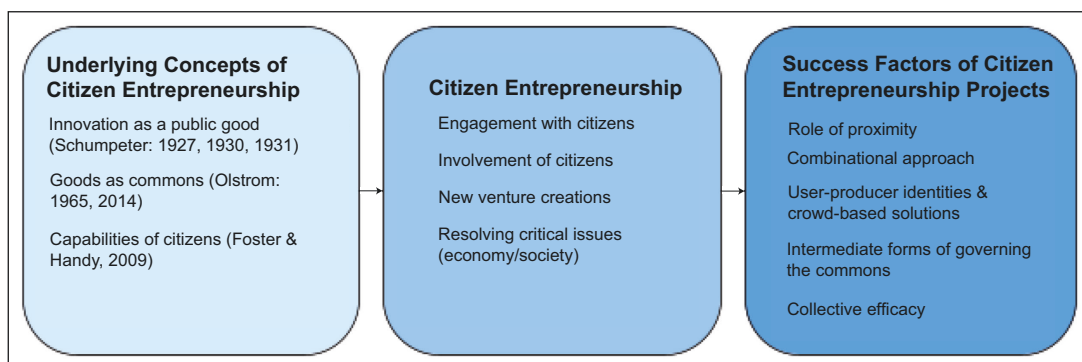 Underlying Concepts of
Citizen Entrepreneurship
Innovation as a public good
(Schumpeter: 1927, 1930, 1931)
Goods as commons (Olstrom:
1965, 2014)
Capabilities of citizens (Foster &
Handy, 2009)
Citizen Entrepreneurship
Engagement with citizens
Involvement of citizens
New venture creations
Resolving critical issues
(economy/society)
Success Factors of Citizen
Entrepreneurship Projects
Role of proximity
Combinational approach
User-producer identities &
crowd-based solutions
Intermediate forms of governing
the commons
Collective efficacy